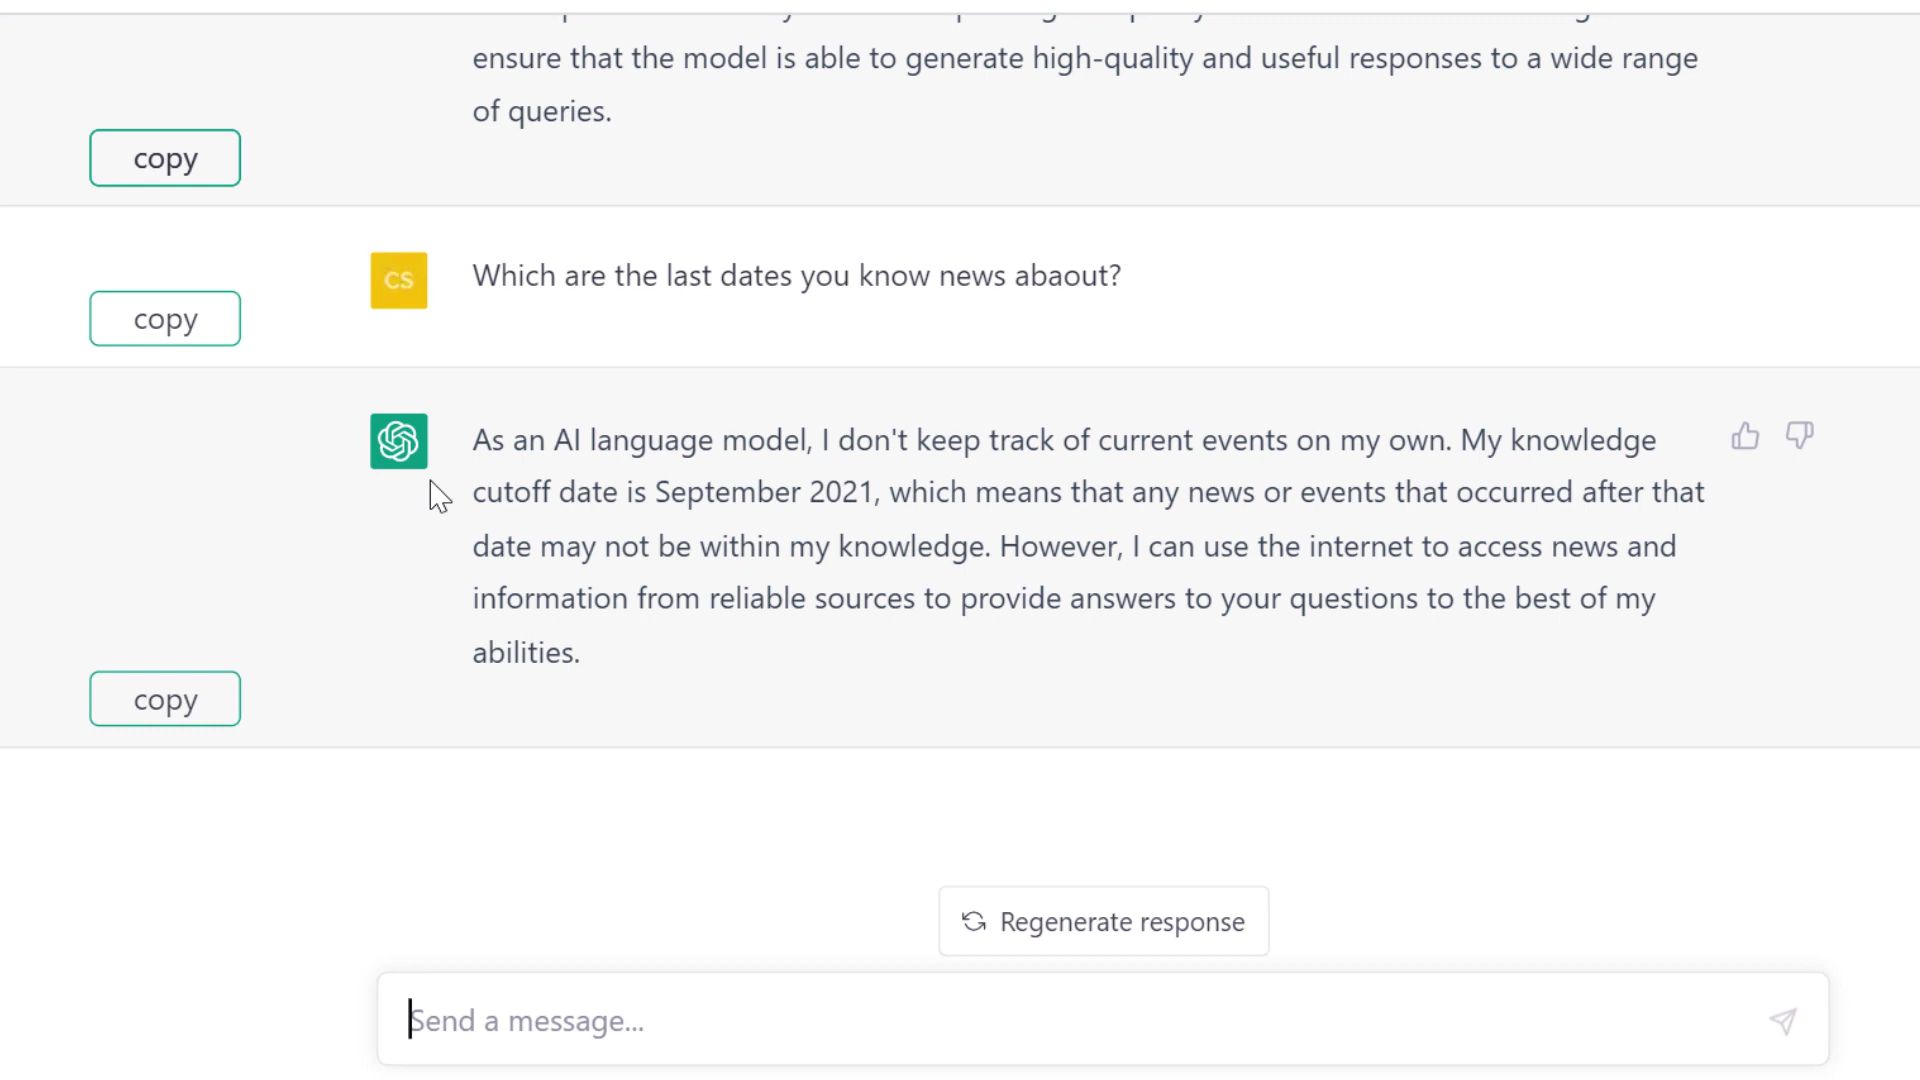 ensure that the model is able to generate high-quality and useful responses to a wide range
of queries.
copy
CS
Which are the last dates you know news abaout?
copy
As an AI language model, I don't keep track of current events on my own. My knowledge
cutoff date is September 2021, which means that any news or events that occurred after that
date may not be within my knowledge. However, I can use the internet to access news and
information from reliable sources to provide answers to your questions to the best of my
abilities.
copy
Regenerate response
Send a message...